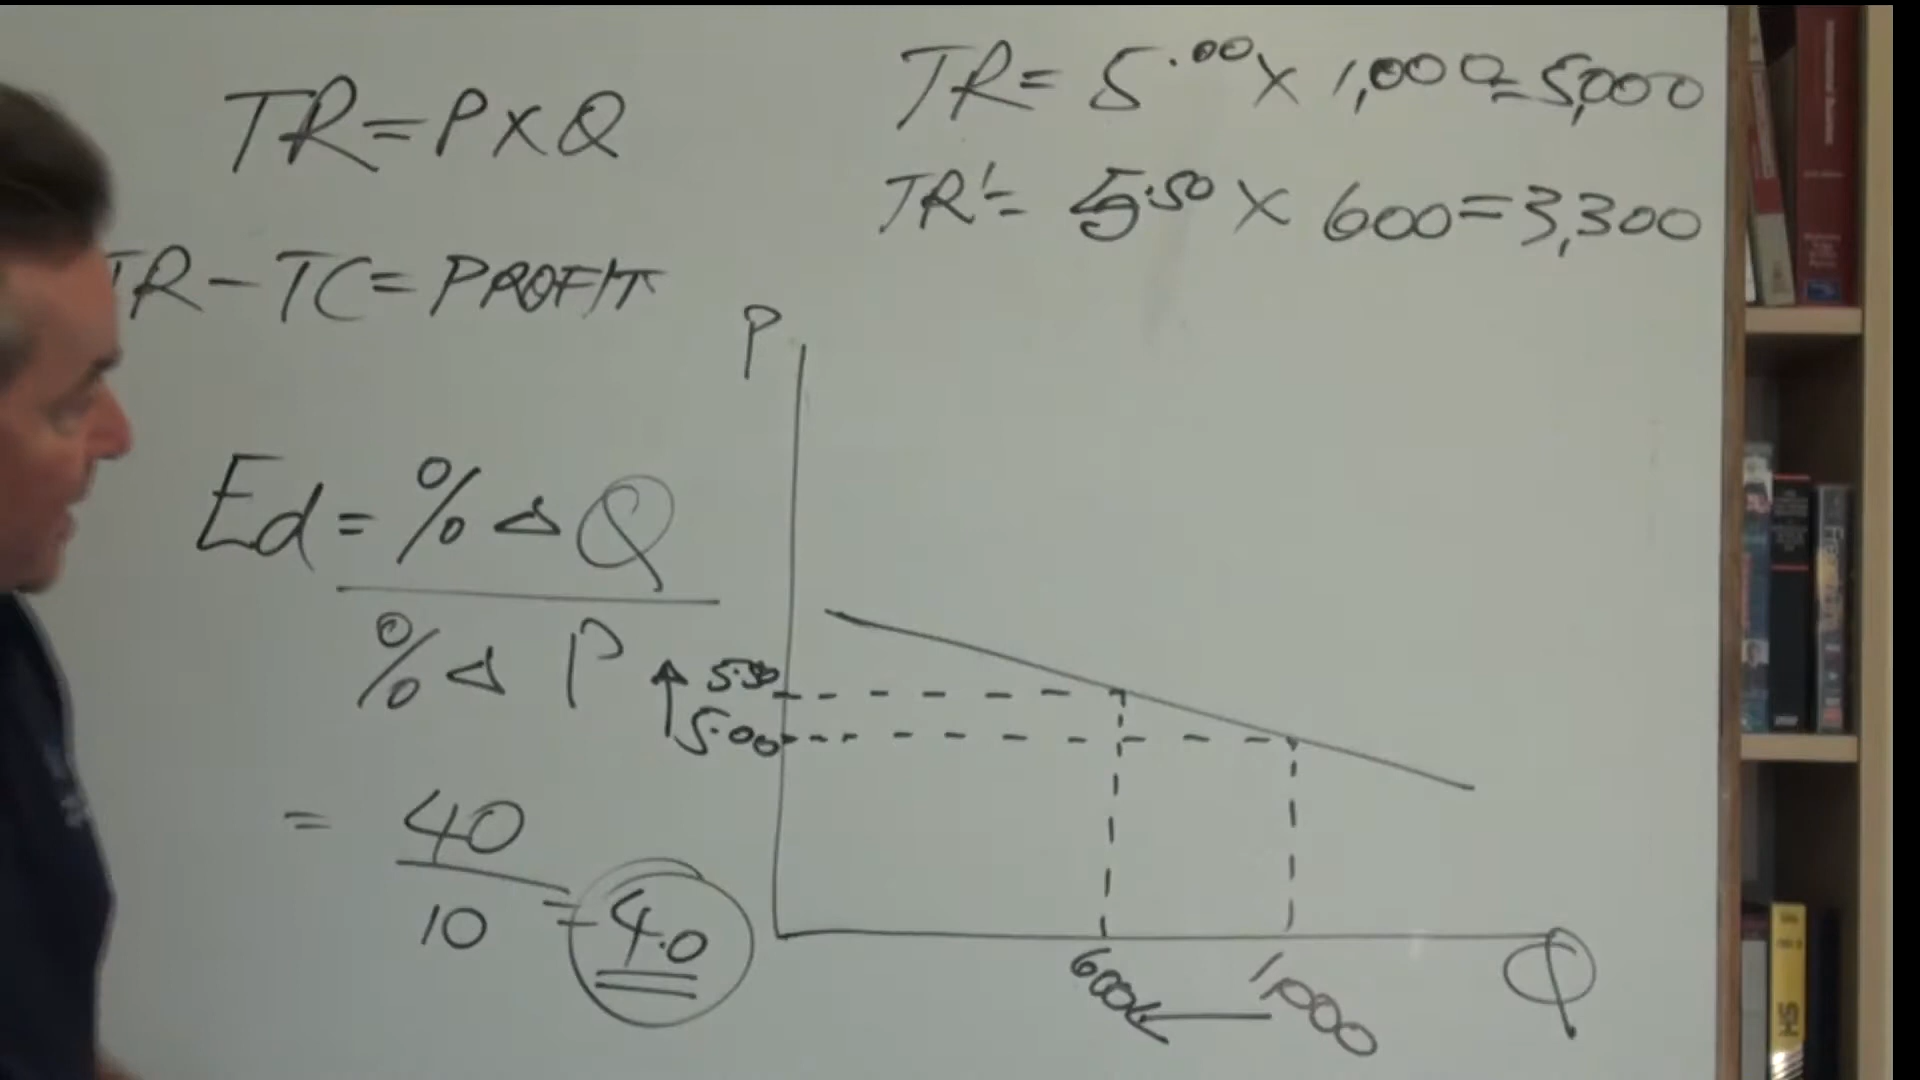 TR = P X Q
TR - TC = PROFIT
TR = 5.00 X 1,000 = 5,000
TR' = 5.50 X 600 = 3,300
Ed = % Δ Q
% Δ P
= 40
10
= 4.0
P
5.50
5.00
600
1,000
Q
HS